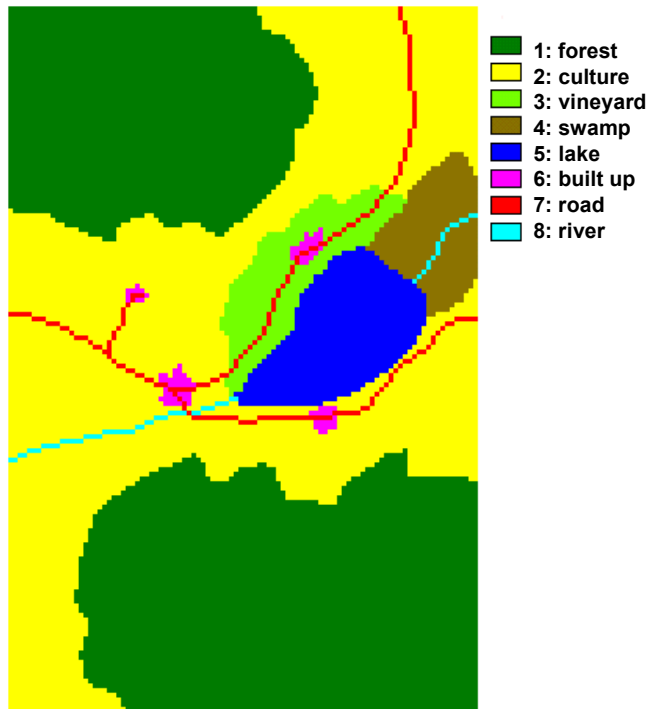 1: forest
2: culture
3: vineyard
4: swamp
5: lake
6: built up
7: road
8: river